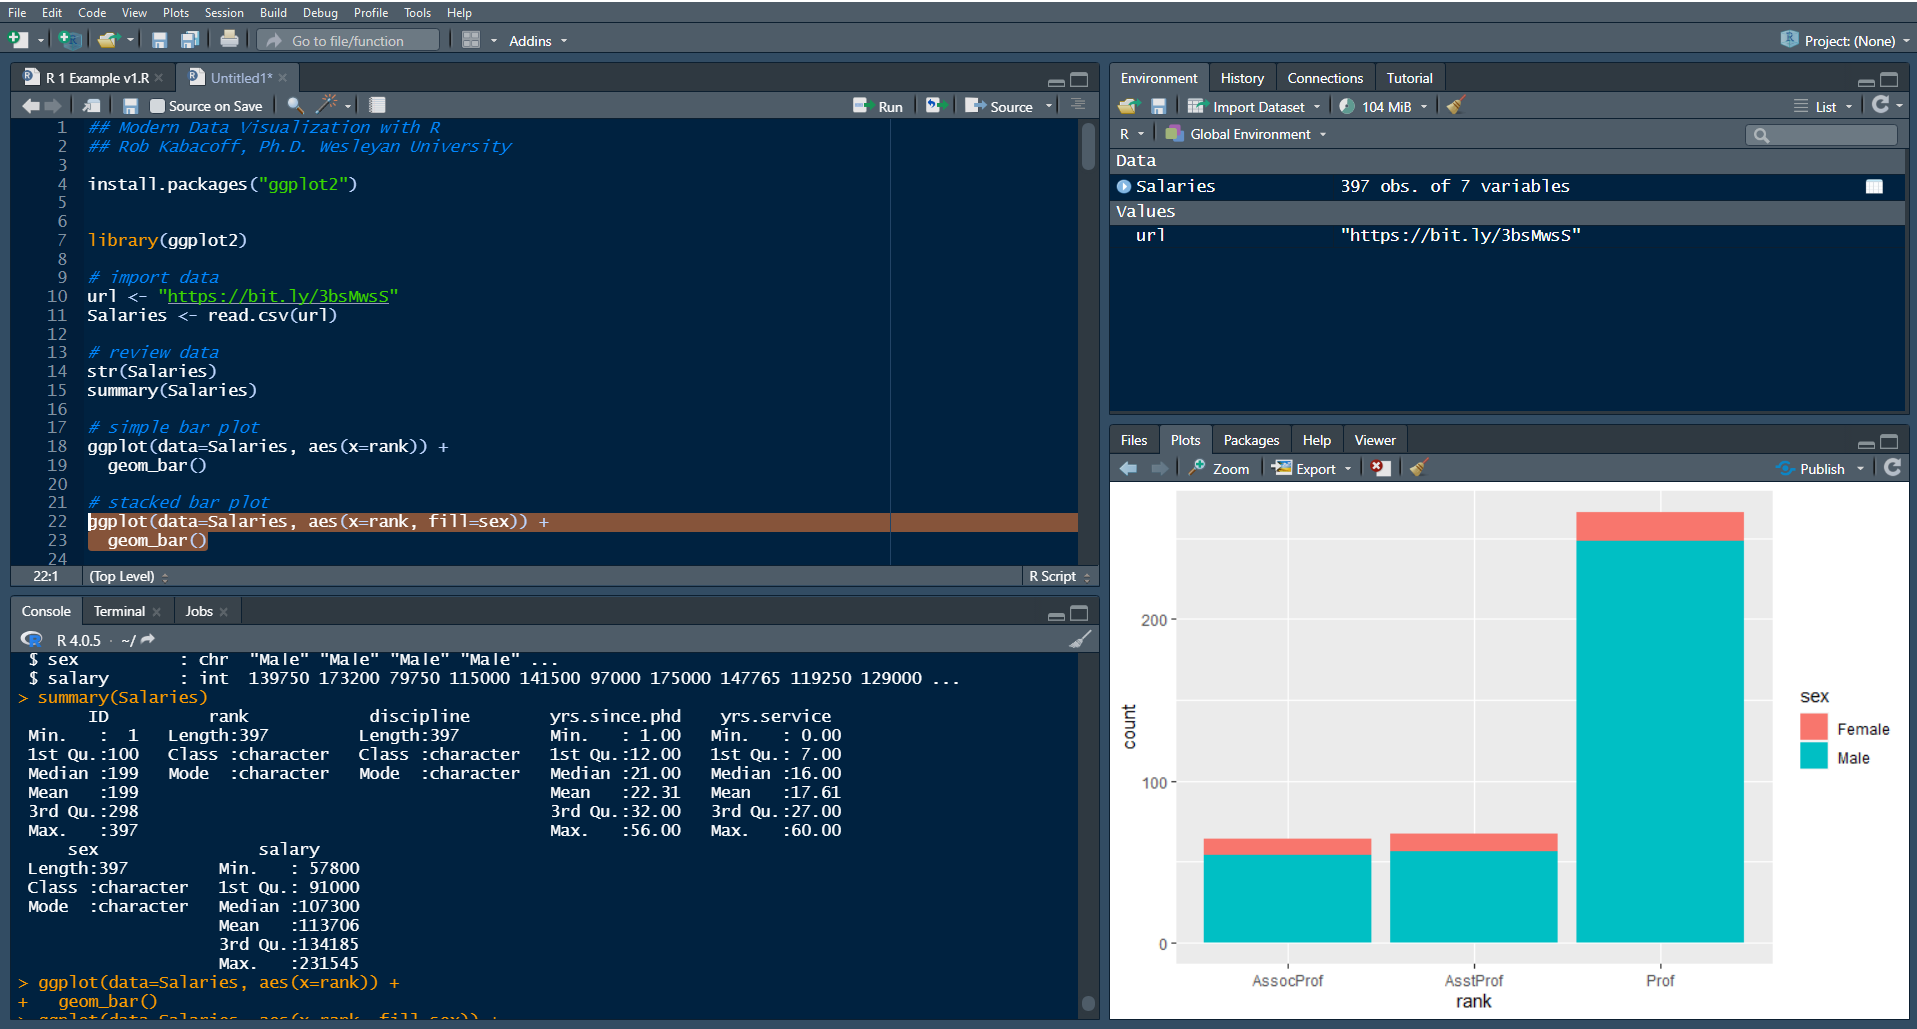 File Edit Code View Plots Session Build Debug Profile Tools Help
Go to file/function Addins Project: (None)
R 1 Example v1.R Untitled1*
Source on Save Run Source
1 ## Modern Data Visualization with R
2 ## Rob Kabacoff, Ph.D. Wesleyan University
3
4 install.packages("ggplot2")
5
6
7 library(ggplot2)
8
9 # import data
10 url <- "https://bit.ly/3bsMwsS"
11 Salaries <- read.csv(url)
12
13 # review data
14 str(Salaries)
15 summary(Salaries)
16
17 # simple bar plot
18 ggplot(data=Salaries, aes(x=rank)) +
19 geom_bar()
20
21 # stacked bar plot
22 ggplot(data=Salaries, aes(x=rank, fill=sex)) +
23 geom_bar()
24
22:1 (Top Level) R Script
Console Terminal Jobs
R 4.0.5 · ~/
$ sex : chr "Male" "Male" "Male" "Male" ...
$ salary : int 139750 173200 79750 115000 141500 97000 175000 147765 119250 129000 ...
> summary(Salaries)
ID rank discipline yrs.since.phd yrs.service
Min. : 1 Length:397 Length:397 Min. : 1.00 Min. : 0.00
1st Qu.:100 Class :character Class :character 1st Qu.:12.00 1st Qu.: 7.00
Median :199 Mode :character Mode :character Median :21.00 Median :16.00
Mean :199 Mean :22.31 Mean :17.61
3rd Qu.:298 3rd Qu.:32.00 3rd Qu.:27.00
Max. :397 Max. :56.00 Max. :60.00
sex salary
Length:397 Min. : 57800
Class :character 1st Qu.: 91000
Mode :character Median :107300
Mean :113706
3rd Qu.:134185
Max. :231545
> ggplot(data=Salaries, aes(x=rank)) +
+ geom_bar()
> ggplot(data=Salaries, aes(x=rank, fill=sex)) +
Environment History Connections Tutorial
Import Dataset 104 MiB List
R Global Environment
Data
Salaries 397 obs. of 7 variables
Values
url "https://bit.ly/3bsMwsS"
Files Plots Packages Help Viewer
Zoom Export Publish
200
100
0
count
AssocProf AsstProf Prof
rank
sex
Female
Male